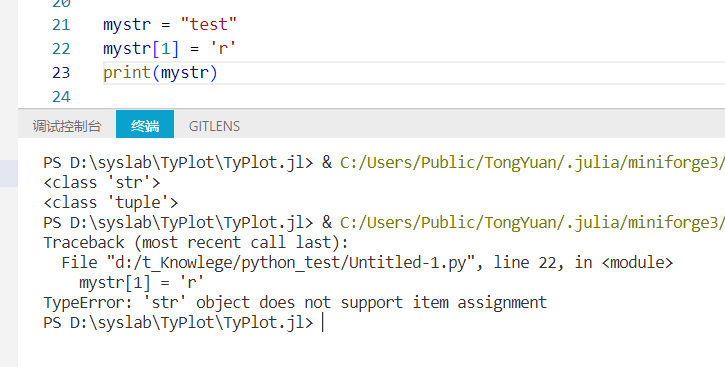 20
21 mystr = "test"
22 mystr[1] = 'r'
23 print(mystr)
24
调试控制台 终端 GITLENS
PS D:\syslab\TyPlot\TyPlot.jl> & C:/Users/Public/TongYuan/.julia/miniforge3/
<class 'str'>
<class 'tuple'>
PS D:\syslab\TyPlot\TyPlot.jl> & C:/Users/Public/TongYuan/.julia/miniforge3/
Traceback (most recent call last):
File "d:/t_Knowlege/python_test/Untitled-1.py", line 22, in <module>
mystr[1] = 'r'
TypeError: 'str' object does not support item assignment
PS D:\syslab\TyPlot\TyPlot.jl>